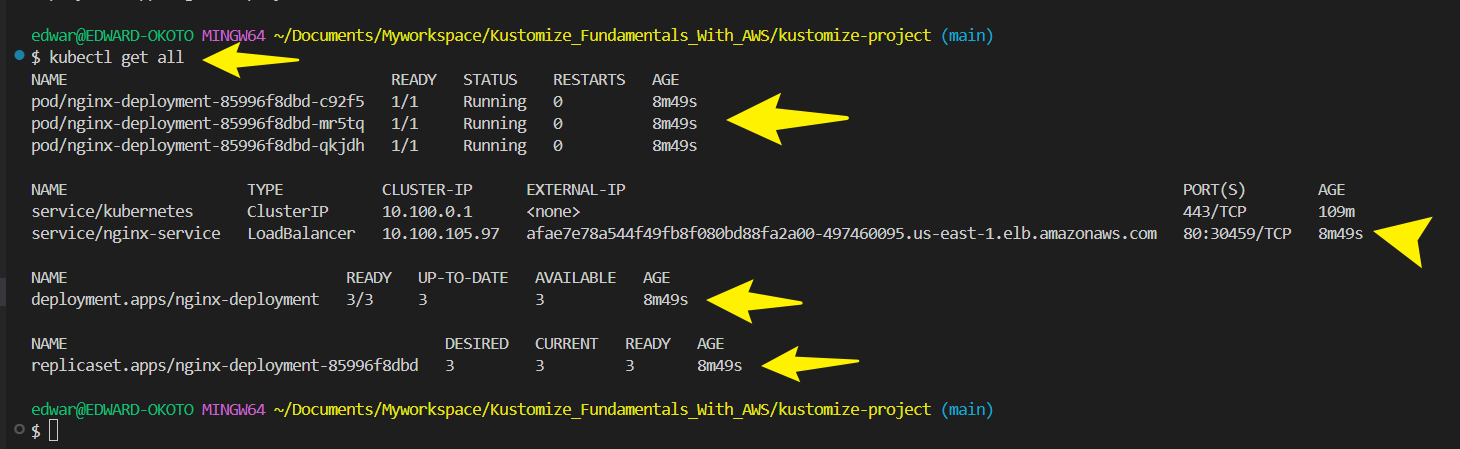 edwar@EDWARD-OKOTO MINGW64 ~/Documents/Myworkspace/Kustomize_Fundamentals_With_AWS/kustomize-project (main)
$ kubectl get all
NAME READY STATUS RESTARTS AGE
pod/nginx-deployment-85996f8dbd-c92f5 1/1 Running 0 8m49s
pod/nginx-deployment-85996f8dbd-mr5tq 1/1 Running 0 8m49s
pod/nginx-deployment-85996f8dbd-qkjdh 1/1 Running 0 8m49s
NAME TYPE CLUSTER-IP EXTERNAL-IP PORT(S) AGE
service/kubernetes ClusterIP 10.100.0.1 <none> 443/TCP 109m
service/nginx-service LoadBalancer 10.100.105.97 afae7e78a544f49fb8f080bd88fa2a00-497460095.us-east-1.elb.amazonaws.com 80:30459/TCP 8m49s
NAME READY UP-TO-DATE AVAILABLE AGE
deployment.apps/nginx-deployment 3/3 3 3 8m49s
NAME DESIRED CURRENT READY AGE
replicaset.apps/nginx-deployment-85996f8dbd 3 3 3 8m49s
edwar@EDWARD-OKOTO MINGW64 ~/Documents/Myworkspace/Kustomize_Fundamentals_With_AWS/kustomize-project (main)
$